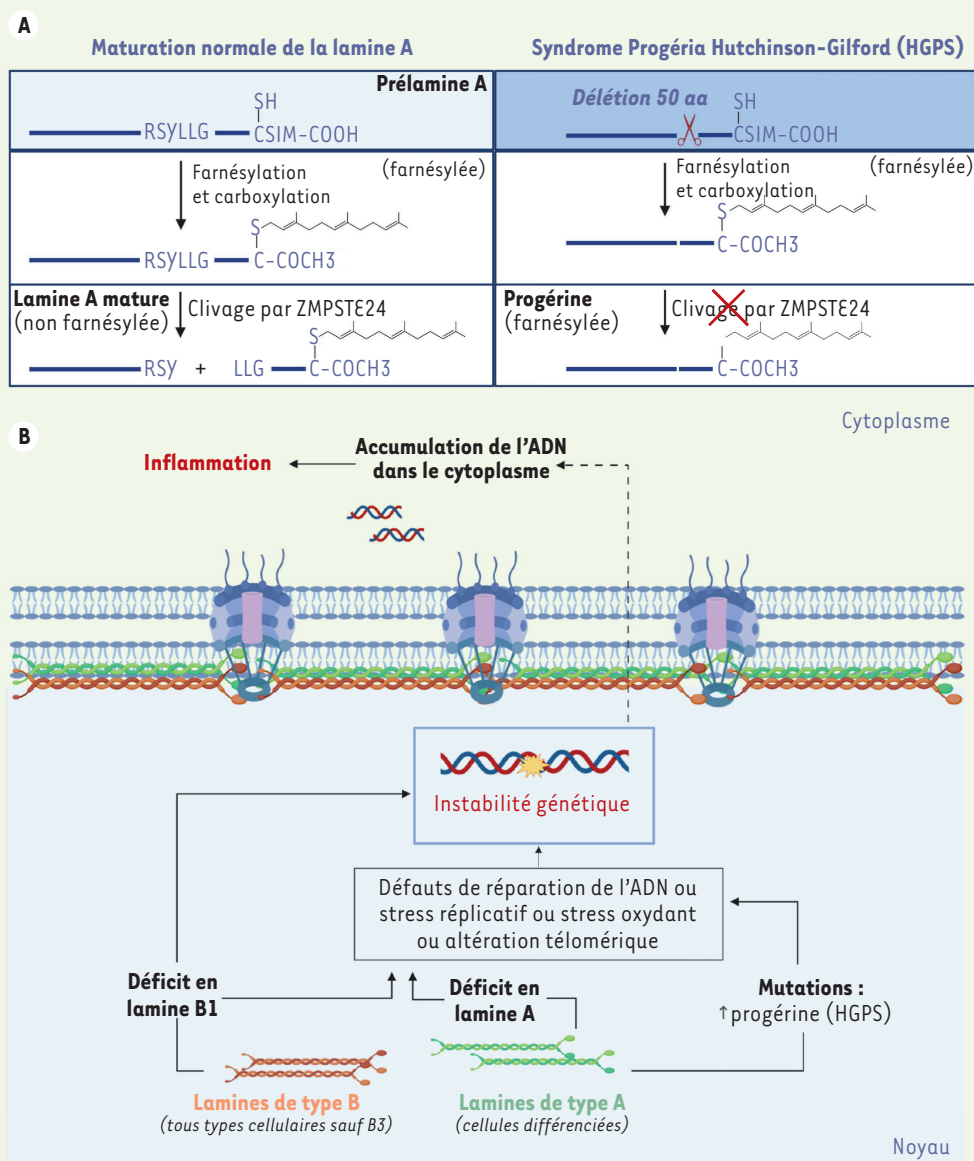 A
Maturation normale de la lamine A
Syndrome Progéria Hutchinson-Gilford (HGPS)
Prélamine A
SH
RSYLLG
CSIM-COOH
Délétion 50 aa
SH
CSIM-COOH
Farnésylation
et carboxylation
(farnésylée)
S
RSYLLG
C-COCH3
Farnésylation
et carboxylation
(farnésylée)
S
C-COCH3
Lamine A mature
(non farnésylée)
Clivage par ZMPSTE24
S
RSY + LLG
C-COCH3
Progérine
(farnésylée)
Clivage par ZMPSTE24
C-COCH3
B
Cytoplasme
Inflammation
Accumulation de l'ADN
dans le cytoplasme
Instabilité génétique
Défauts de réparation de l'ADN ou
stress réplicatif ou stress oxydant
ou altération télomérique
Déficit en
lamine B1
Déficit en
lamine A
Mutations :
↑progérine (HGPS)
Lamines de type B
(tous types cellulaires sauf B3)
Lamines de type A
(cellules différenciées)
Noyau